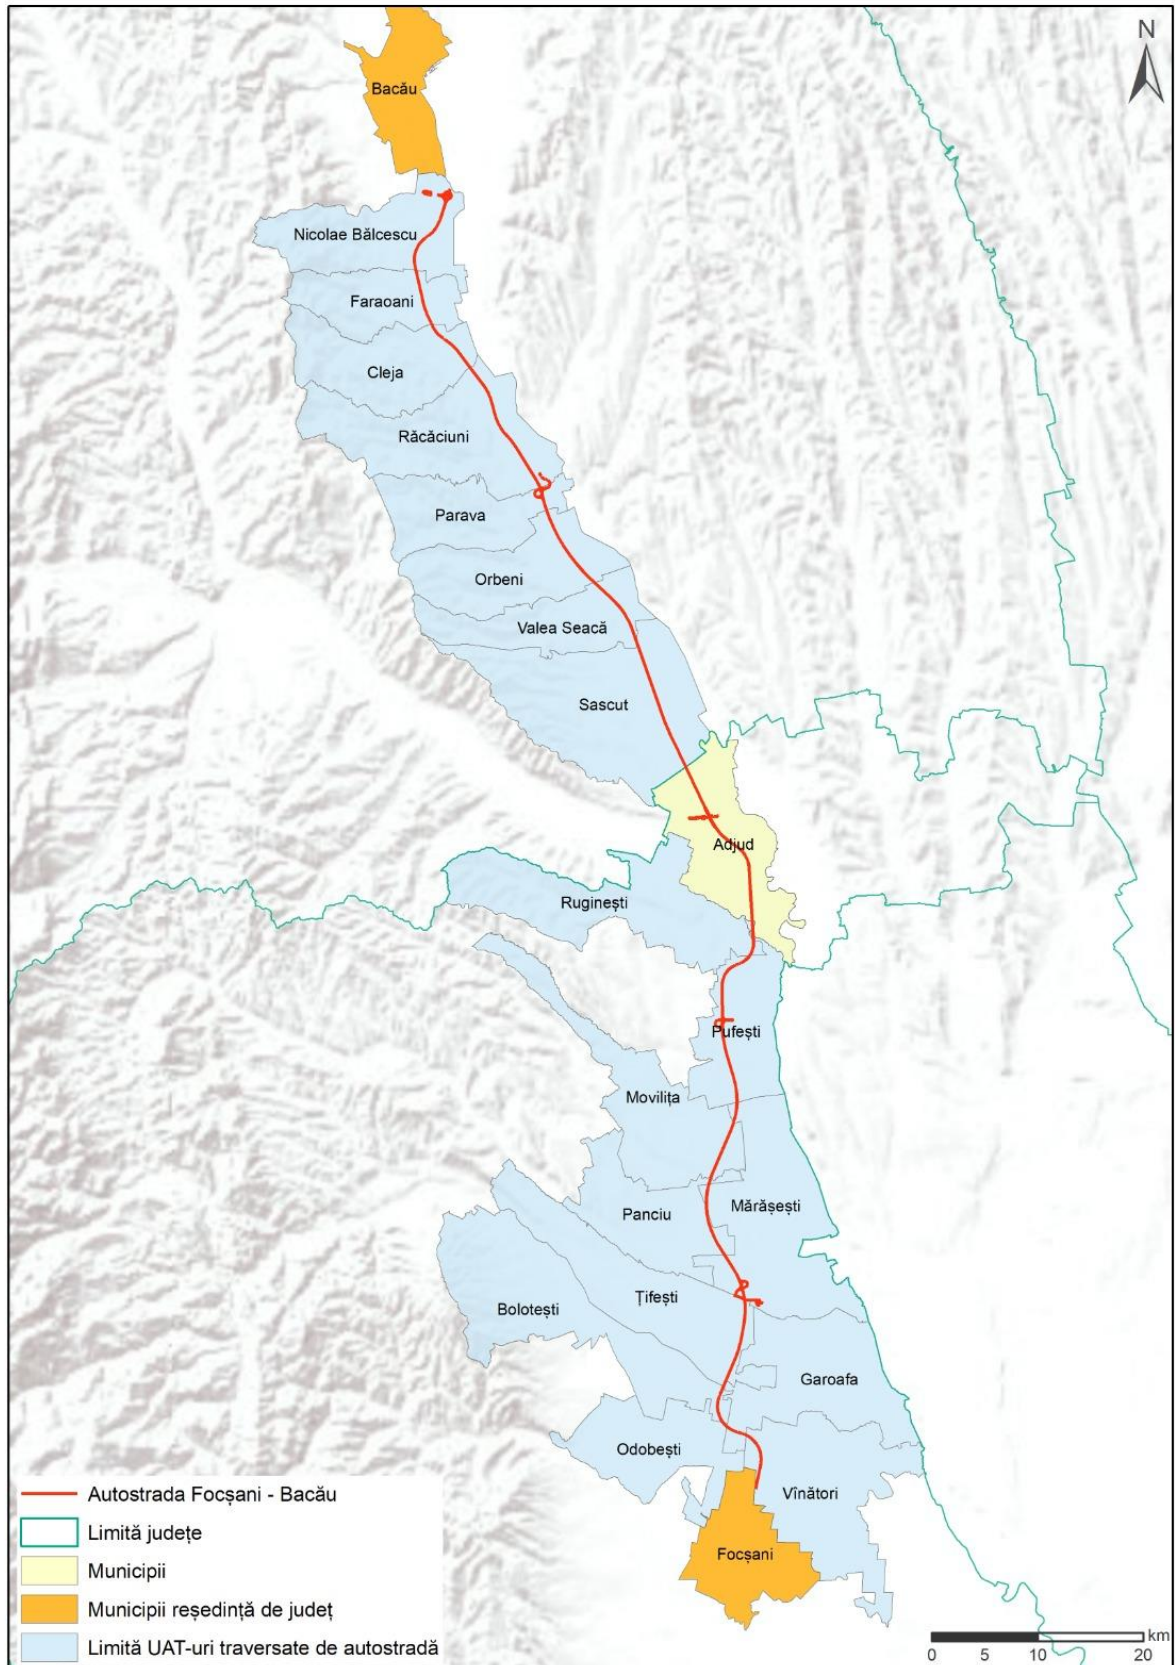 N
Bacău
Nicolae Bălcescu
Faraoani
Cleja
Răcăciuni
Parava
Orbeni
Valea Seacă
Sascut
Adjud
Ruginești
Pufești
Movilița
Mărășești
Panciu
Țifești
Bolotești
Garoafa
Odobești
Vînători
Focșani
Autostrada Focșani - Bacău
Limită județe
Municipii
Municipii reședință de județ
Limită UAT-uri traversate de autostradă
km
0 5 10 20